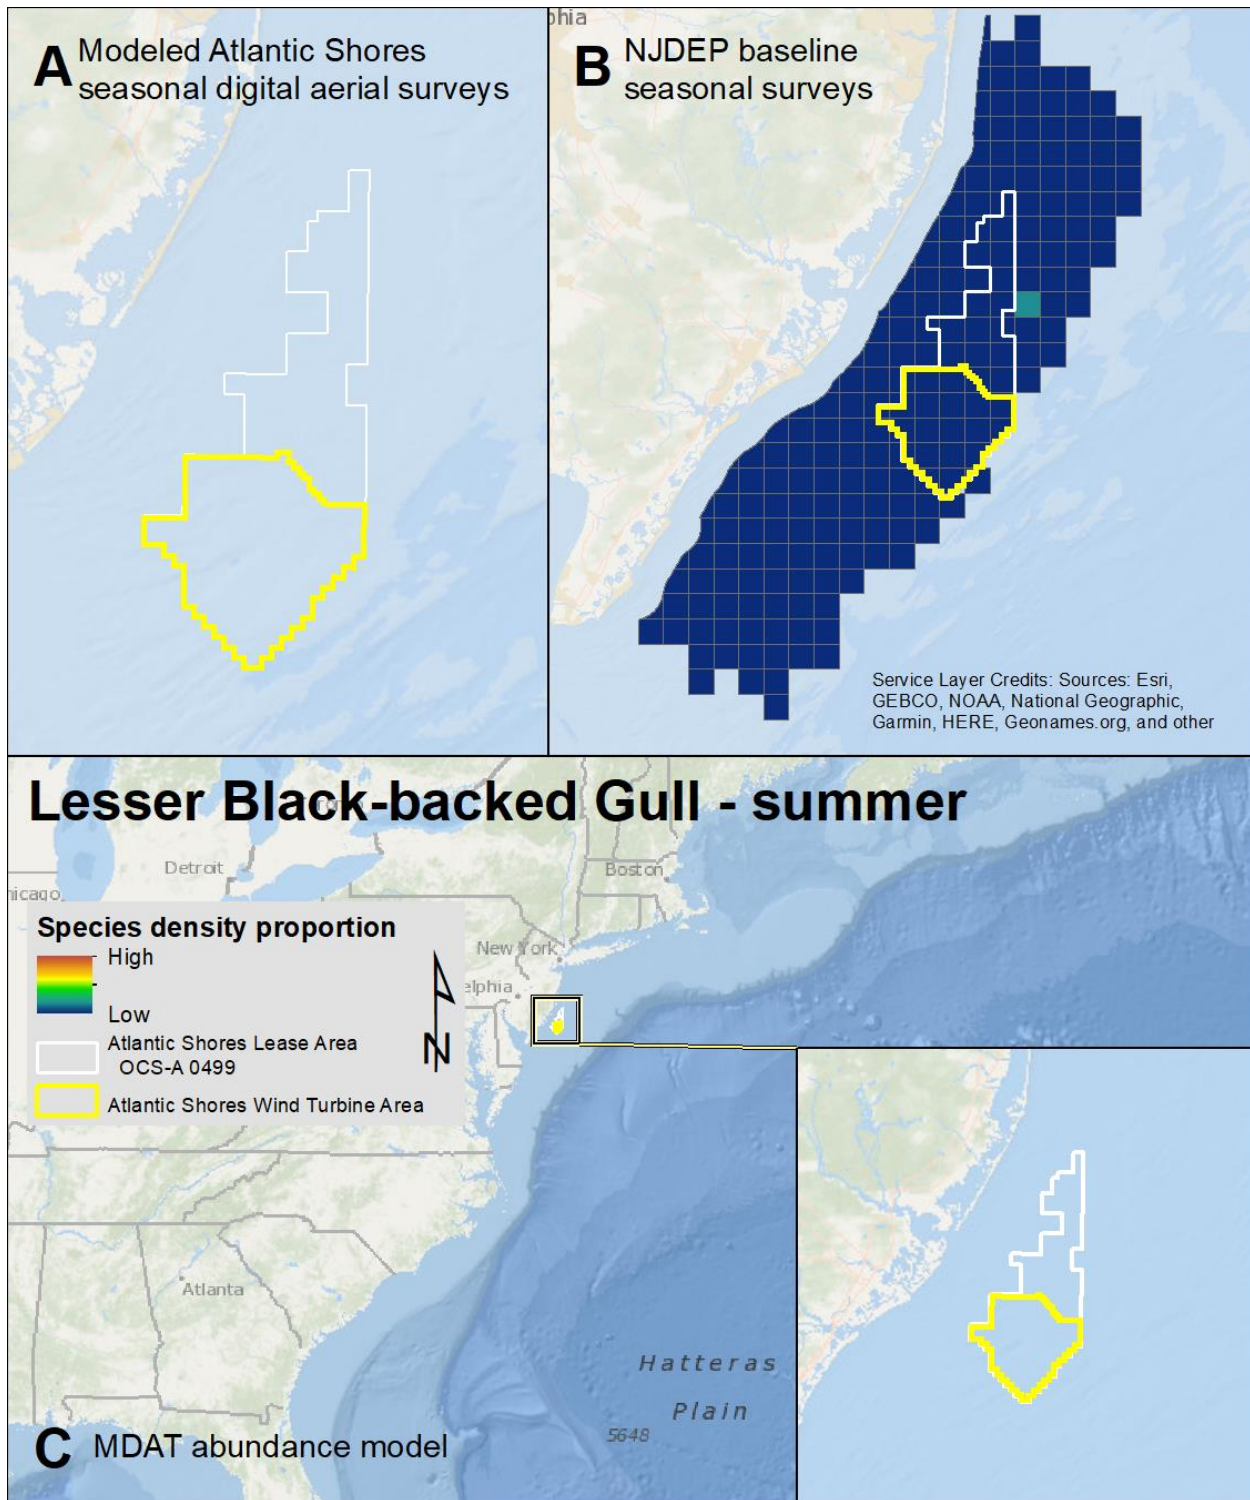 A Modeled Atlantic Shores
seasonal digital aerial surveys
phia
B NJDEP baseline
seasonal surveys
Service Layer Credits: Sources: Esri,
GEBCO, NOAA, National Geographic,
Garmin, HERE, Geonames.org, and other
Lesser Black-backed Gull - summer
Detroit
Boston
hicago
Species density proportion
High
Low
Atlantic Shores Lease Area
OCS-A 0499
Atlantic Shores Wind Turbine Area
N
New York
elphia
Atlanta
Hatteras
Plain
5648
C MDAT abundance model